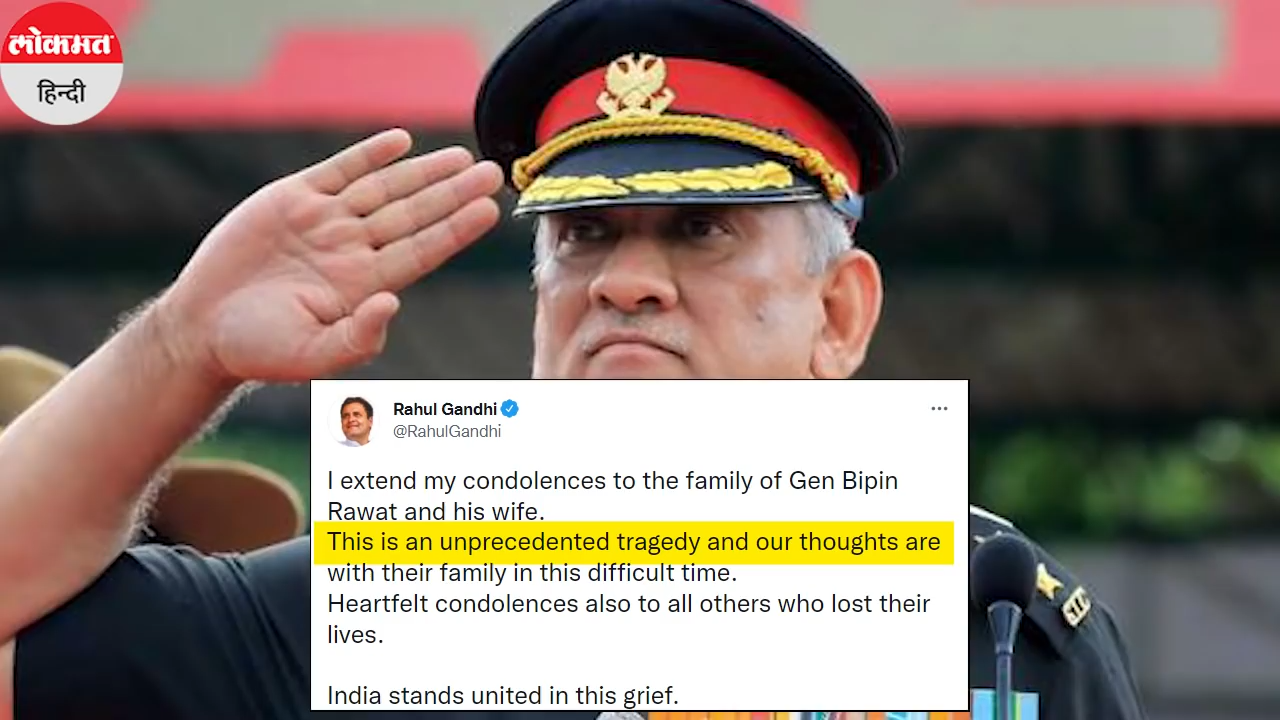 लोकमत
हिन्दी
Rahul Gandhi
@RahulGandhi
I extend my condolences to the family of Gen Bipin
Rawat and his wife.
This is an unprecedented tragedy and our thoughts are
with their family in this difficult time.
Heartfelt condolences also to all others who lost their
lives.
India stands united in this grief.